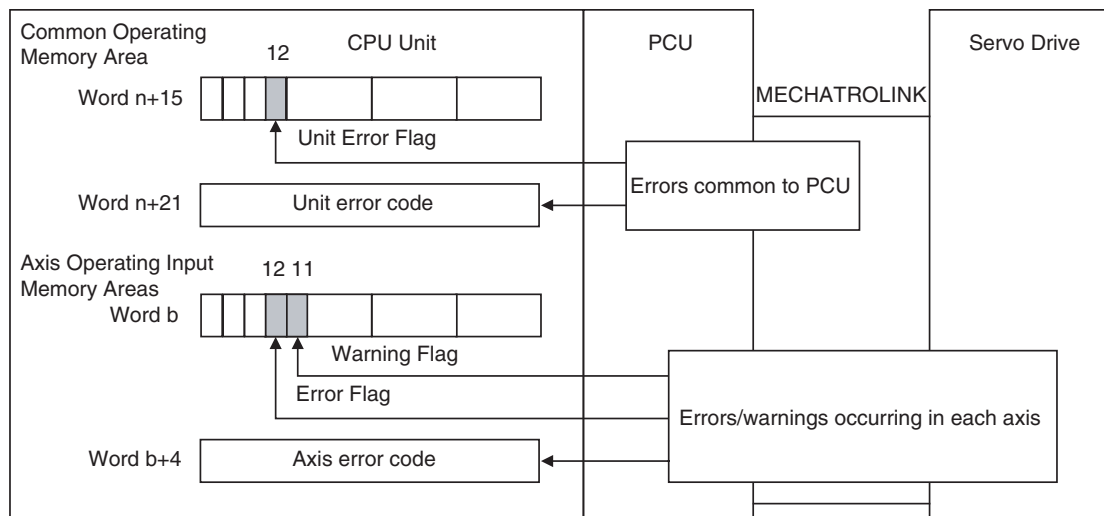 Common Operating
Memory Area
CPU Unit
PCU
Servo Drive
12
Word n+15
MECHATROLINK
Unit Error Flag
Errors common to PCU
Word n+21
Unit error code
Axis Operating Input
Memory Areas
12 11
Word b
Warning Flag
Error Flag
Errors/warnings occurring in each axis
Word b+4
Axis error code